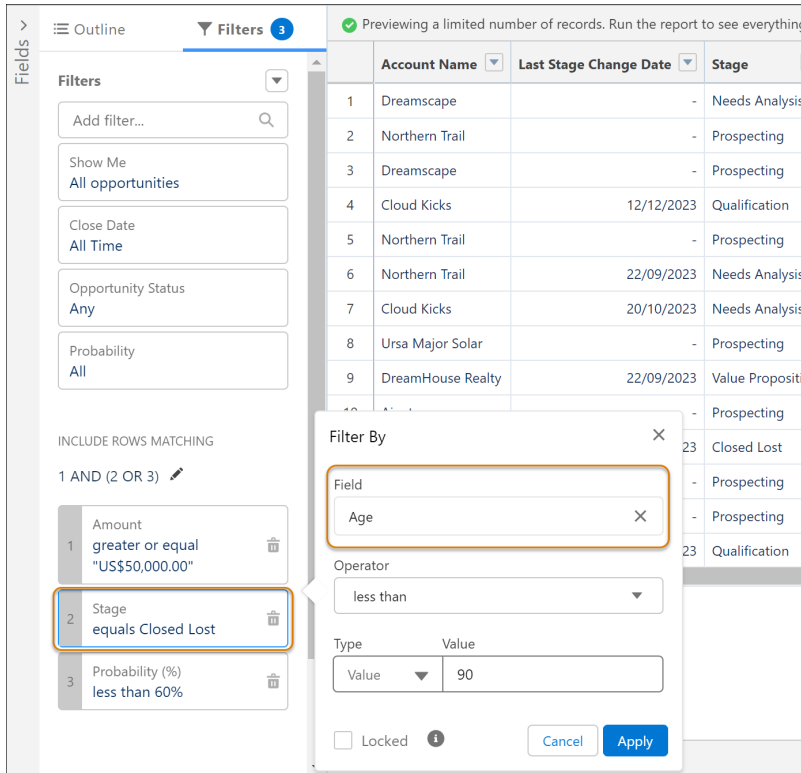 Fields
Outline
Filters 3
Filters
Add filter...
Show Me
All opportunities
Close Date
All Time
Opportunity Status
Any
Probability
All
INCLUDE ROWS MATCHING
1 AND (2 OR 3)
1 Amount
greater or equal
"US$50,000.00"
2 Stage
equals Closed Lost
3 Probability (%)
less than 60%
Previewing a limited number of records. Run the report to see everything
Account Name Last Stage Change Date Stage
1 Dreamscape - Needs Analysis
2 Northern Trail - Prospecting
3 Dreamscape - Prospecting
4 Cloud Kicks 12/12/2023 Qualification
5 Northern Trail - Prospecting
6 Northern Trail 22/09/2023 Needs Analysis
7 Cloud Kicks 20/10/2023 Needs Analysis
8 Ursa Major Solar - Prospecting
9 DreamHouse Realty 22/09/2023 Value Propositi
10 - Prospecting
23 Closed Lost
- Prospecting
- Prospecting
23 Qualification
Filter By
Field
Age
Operator
less than
Type Value
Value 90
Locked
Cancel Apply